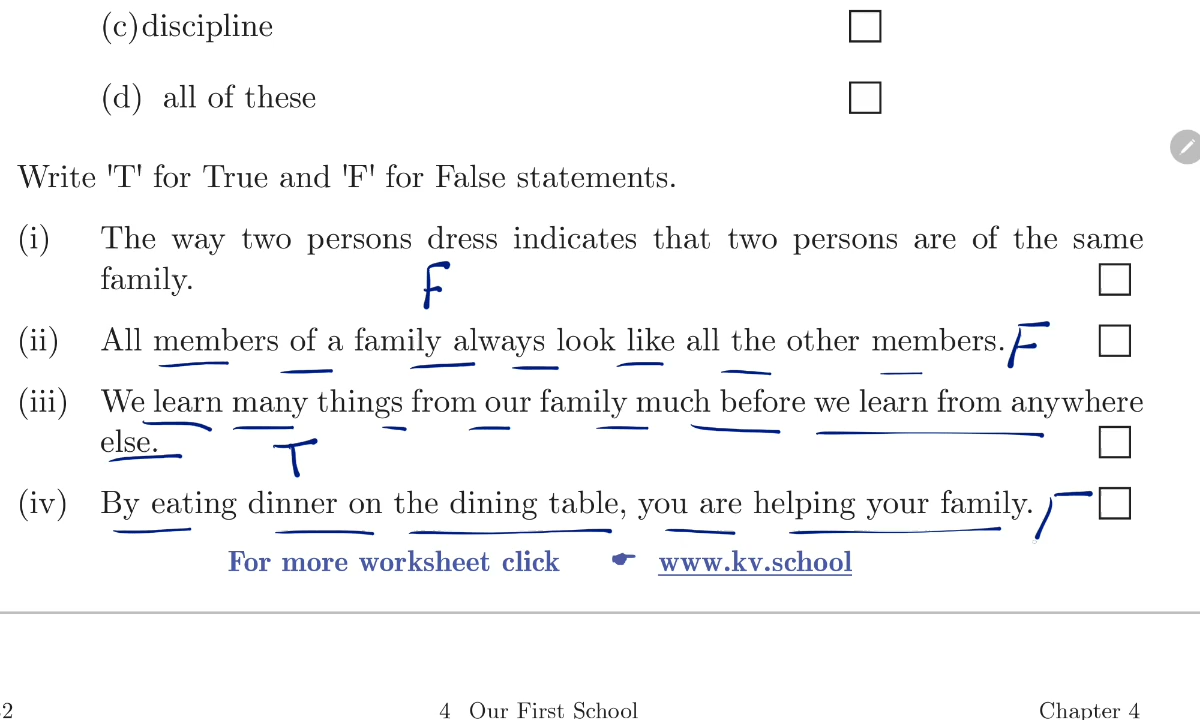 (c) discipline
(d) all of these
Write 'T' for True and 'F' for False statements.
(i) The way two persons dress indicates that two persons are of the same
family.
F
(ii) All members of a family always look like all the other members. F
(iii) We learn many things from our family much before we learn from anywhere
else.
T
(iv) By eating dinner on the dining table, you are helping your family.
For more worksheet click www.kv.school
4 Our First School Chapter 4